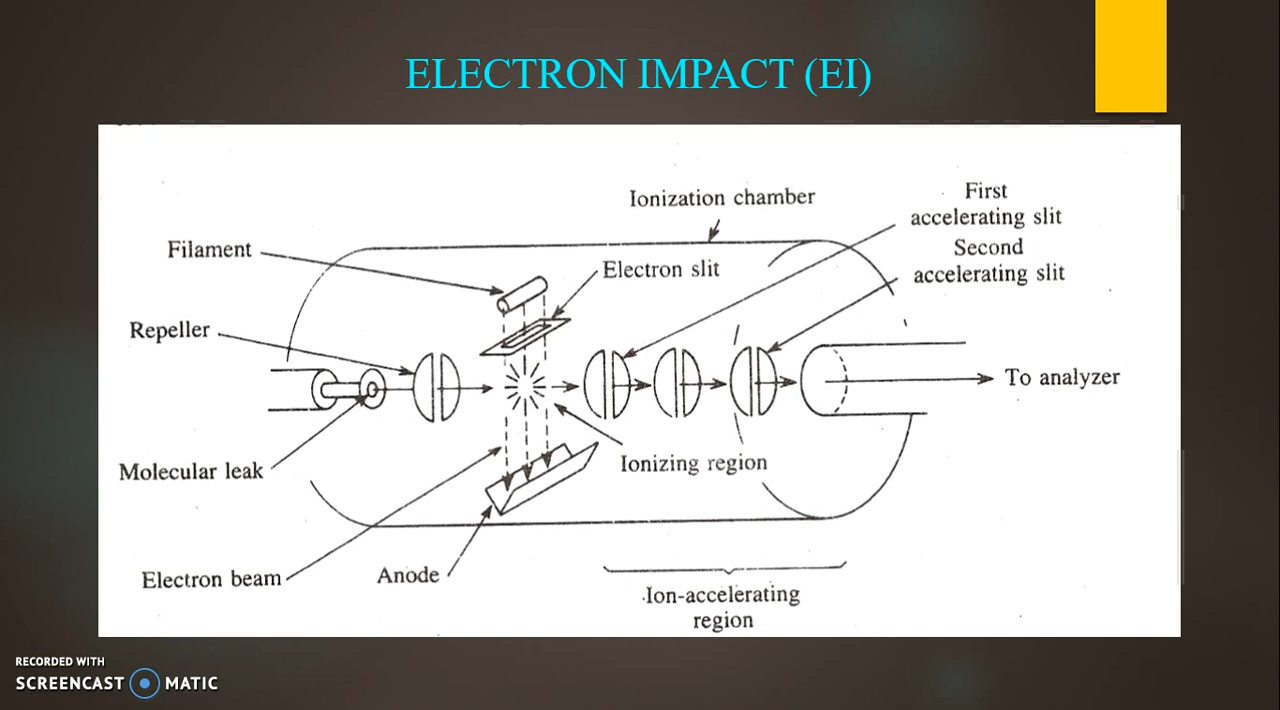 ELECTRON IMPACT (EI)
Ionization chamber
First
accelerating slit
Second
accelerating slit
Filament
Electron slit
Repeller
To analyzer
Molecular leak
Ionizing region
Electron beam
Anode
Ion-accelerating
region
RECORDED WITH
SCREENCAST MATIC